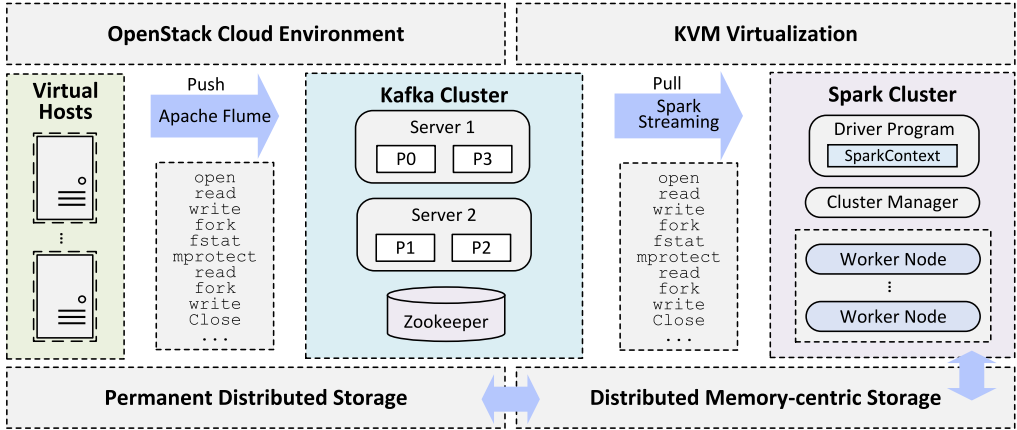 OpenStack Cloud Environment
KVM Virtualization
Virtual
Hosts
Push
Apache Flume
open
read
write
fork
fstat
mprotect
read
fork
write
Close
...
Kafka Cluster
Server 1
P0
P3
Server 2
P1
P2
Zookeeper
Pull
Spark
Streaming
open
read
write
fork
fstat
mprotect
read
fork
write
Close
...
Spark Cluster
Driver Program
SparkContext
Cluster Manager
Worker Node
...
Worker Node
Permanent Distributed Storage
Distributed Memory-centric Storage